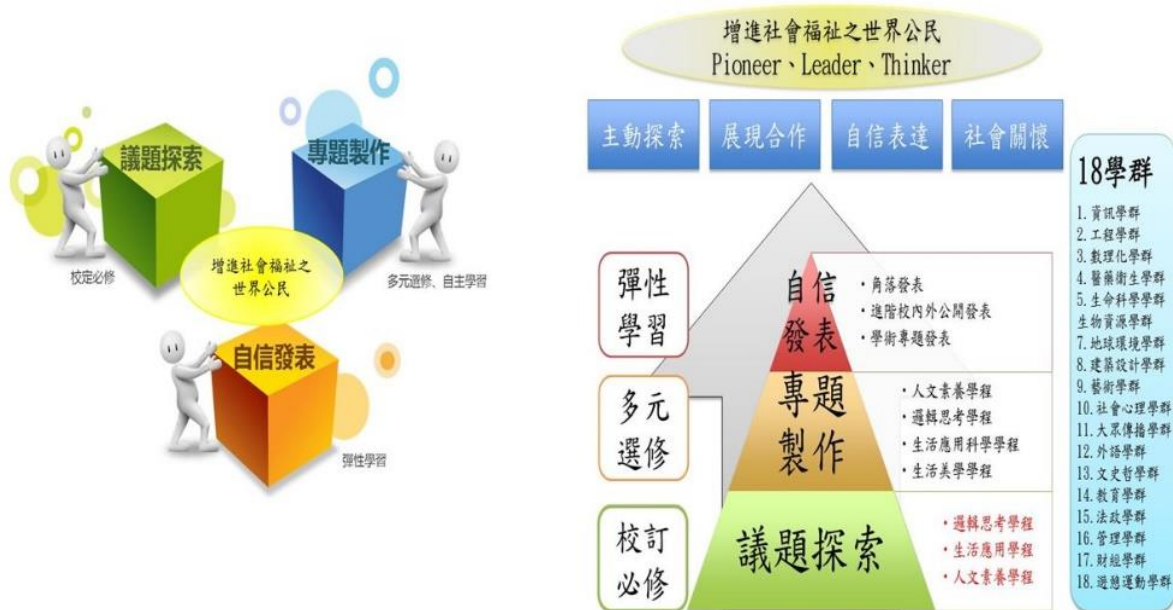 議題探索
校定必修
專題製作
多元選修、自主學習
增進社會福祉之
世界公民
自信發表
彈性學習
增進社會福祉之世界公民
Pioneer、Leader、Thinker
主動探索
展現合作
自信表達
社會關懷
彈性
學習
自信
發表
・角落發表
・進階校內外公開發表
・學術專題發表
多元
選修
專題
製作
・人文素養學程
・邏輯思考學程
・生活應用科學學程
・生活美學學程
校訂
必修
議題探索
・邏輯思考學程
・生活應用學程
・人文素養學程
18學群
1.資訊學群
2.工程學群
3.數理化學群
4.醫藥衛生學群
5.生命科學學群
生物資源學群
7.地球環境學群
8.建築設計學群
9.藝術學群
10.社會心理學群
11.大眾傳播學群
12.外語學群
13.文史哲學群
14.教育學群
15.法政學群
16.管理學群
17.財經學群
18.遊憩運動學群